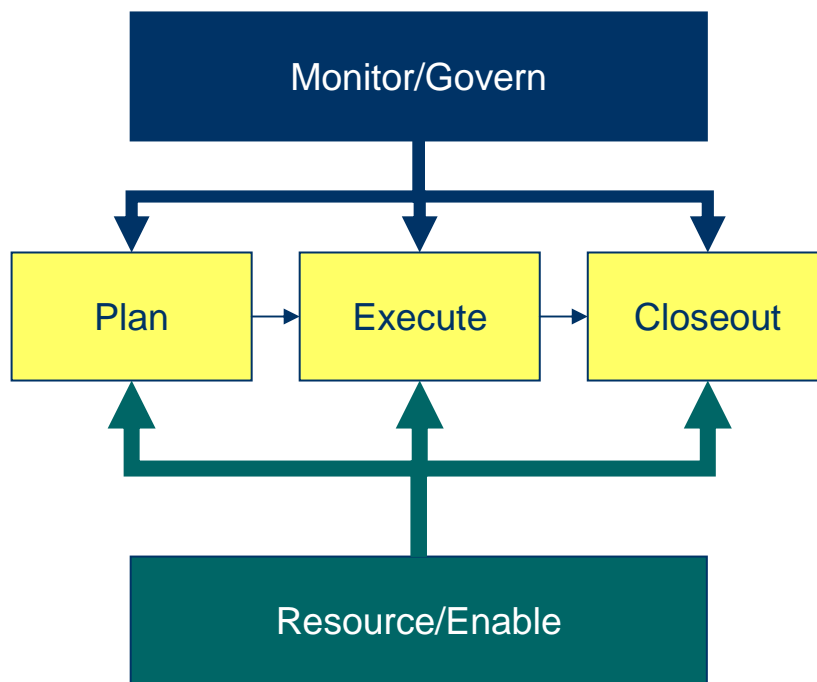 Monitor/Govern
Plan
Execute
Closeout
Resource/Enable